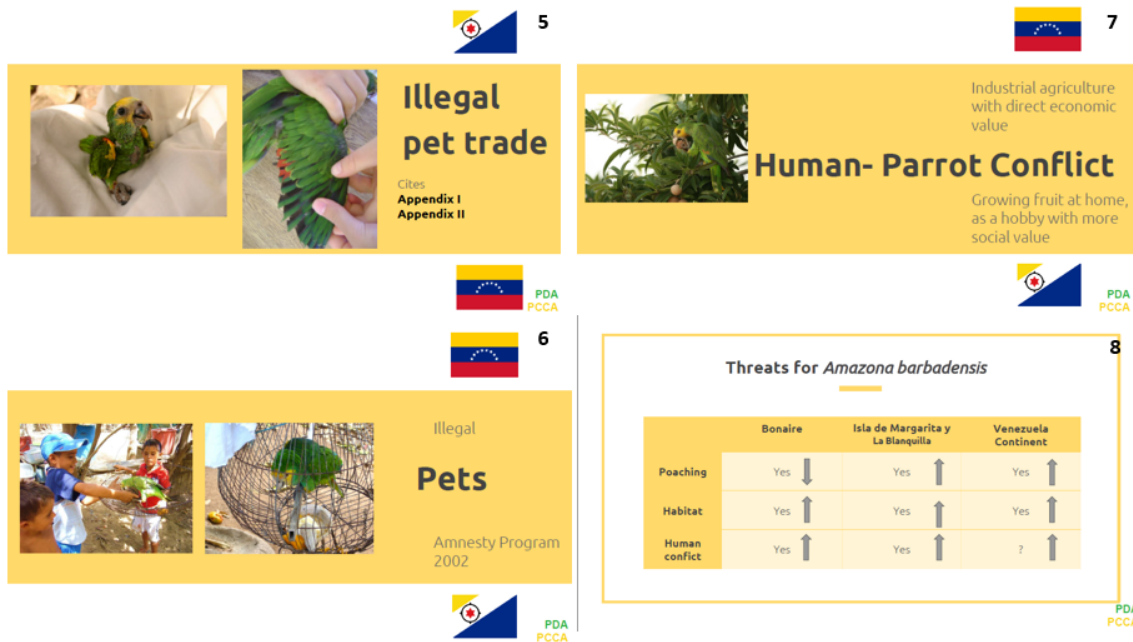 5
Illegal
pet trade
Cites
Appendix I
Appendix II
PDA
PCCA
6
Illegal
Pets
Amnesty Program
2002
PDA
PCCA
7
Industrial agriculture
with direct economic
value
Human- Parrot Conflict
Growing fruit at home,
as a hobby with more
social value
PDA
PCCA
8
Threats for Amazona barbadensis
Bonaire Isla de Margarita y Venezuela
La Blanquilla Continent
Poaching Yes Yes Yes
Habitat Yes Yes Yes
Human Yes Yes ?
confict
PDA
PCCA